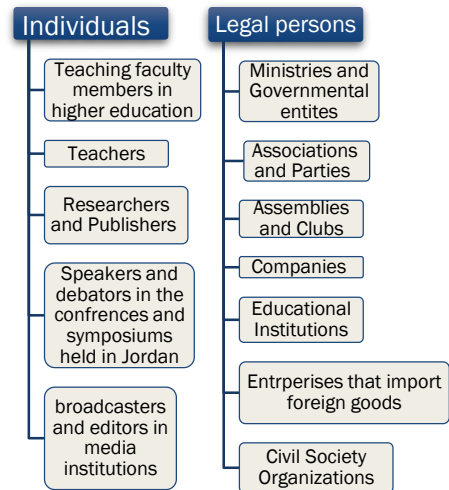 Individuals
Teaching faculty
members in
higher education
Teachers
Researchers
and Publishers
Speakers and
debators in the
confrences and
symposiums
held in Jordan
broadcasters
and editors in
media
institutions
Legal persons
Ministries and
Governmental
entites
Associations
and Parties
Assemblies
and Clubs
Companies
Educational
Institutions
Entrperises that import
foreign goods
Civil Society
Organizations